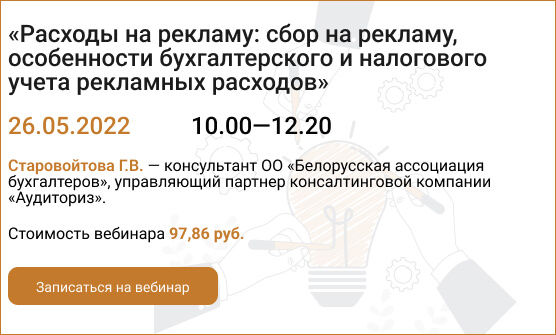 «Расходы на рекламу: сбор на рекламу,
особенности бухгалтерского и налогового
учета рекламных расходов»
26.05.2022 10.00—12.20
Старовойтова Г.В. — консультант ОО «Белорусская ассоциация
бухгалтеров», управляющий партнер консалтинговой компании
«Аудиториз».
Стоимость вебинара 97,86 руб.
Записаться на вебинар